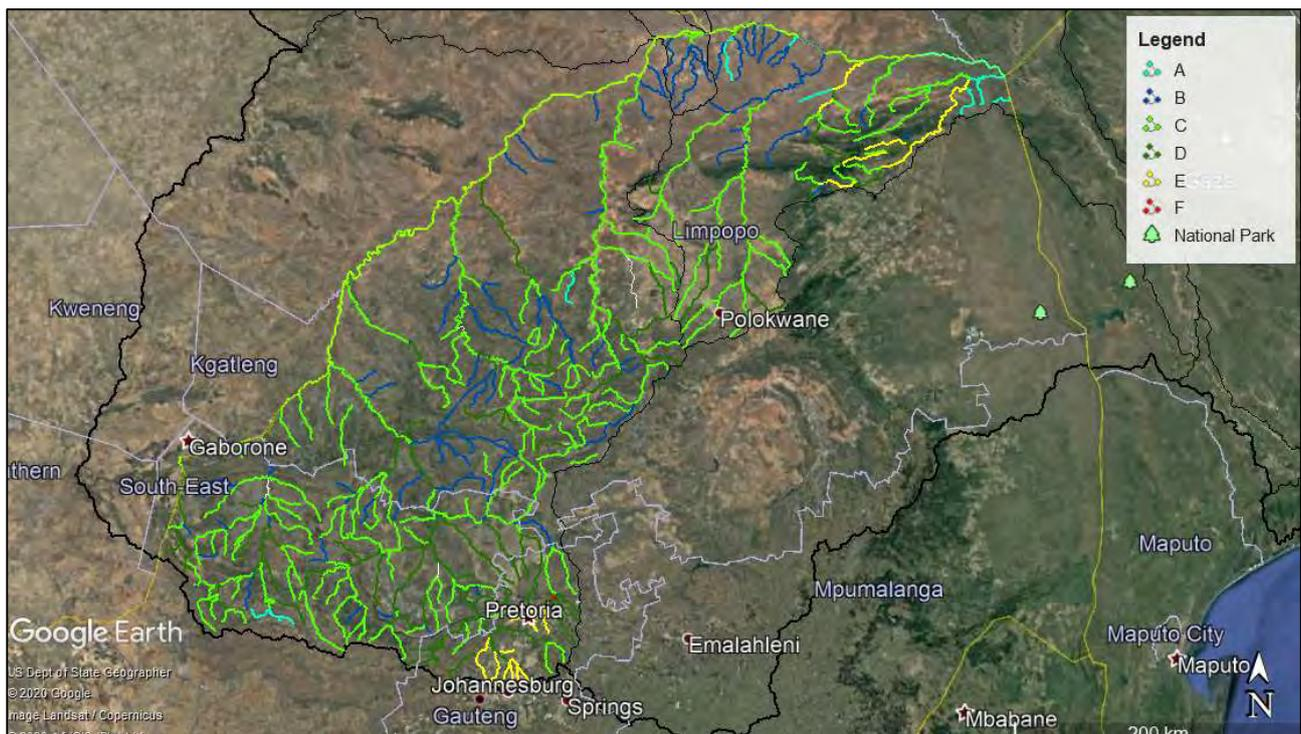 Legend
A
B
C
D
E
F
National Park
Limpopo
Polokwane
Kweneng
Kgatleng
Gaborone
South-East
thern
Maputo
Mpumalanga
Pretoria
Google Earth
Emalahleni
Maputo City
Maputo
US Dept of State Geographer
© 2020 Google
Johannesburg
Springs
Gauteng
mage Landsat / Copernicus
Mbabane
N
200 km